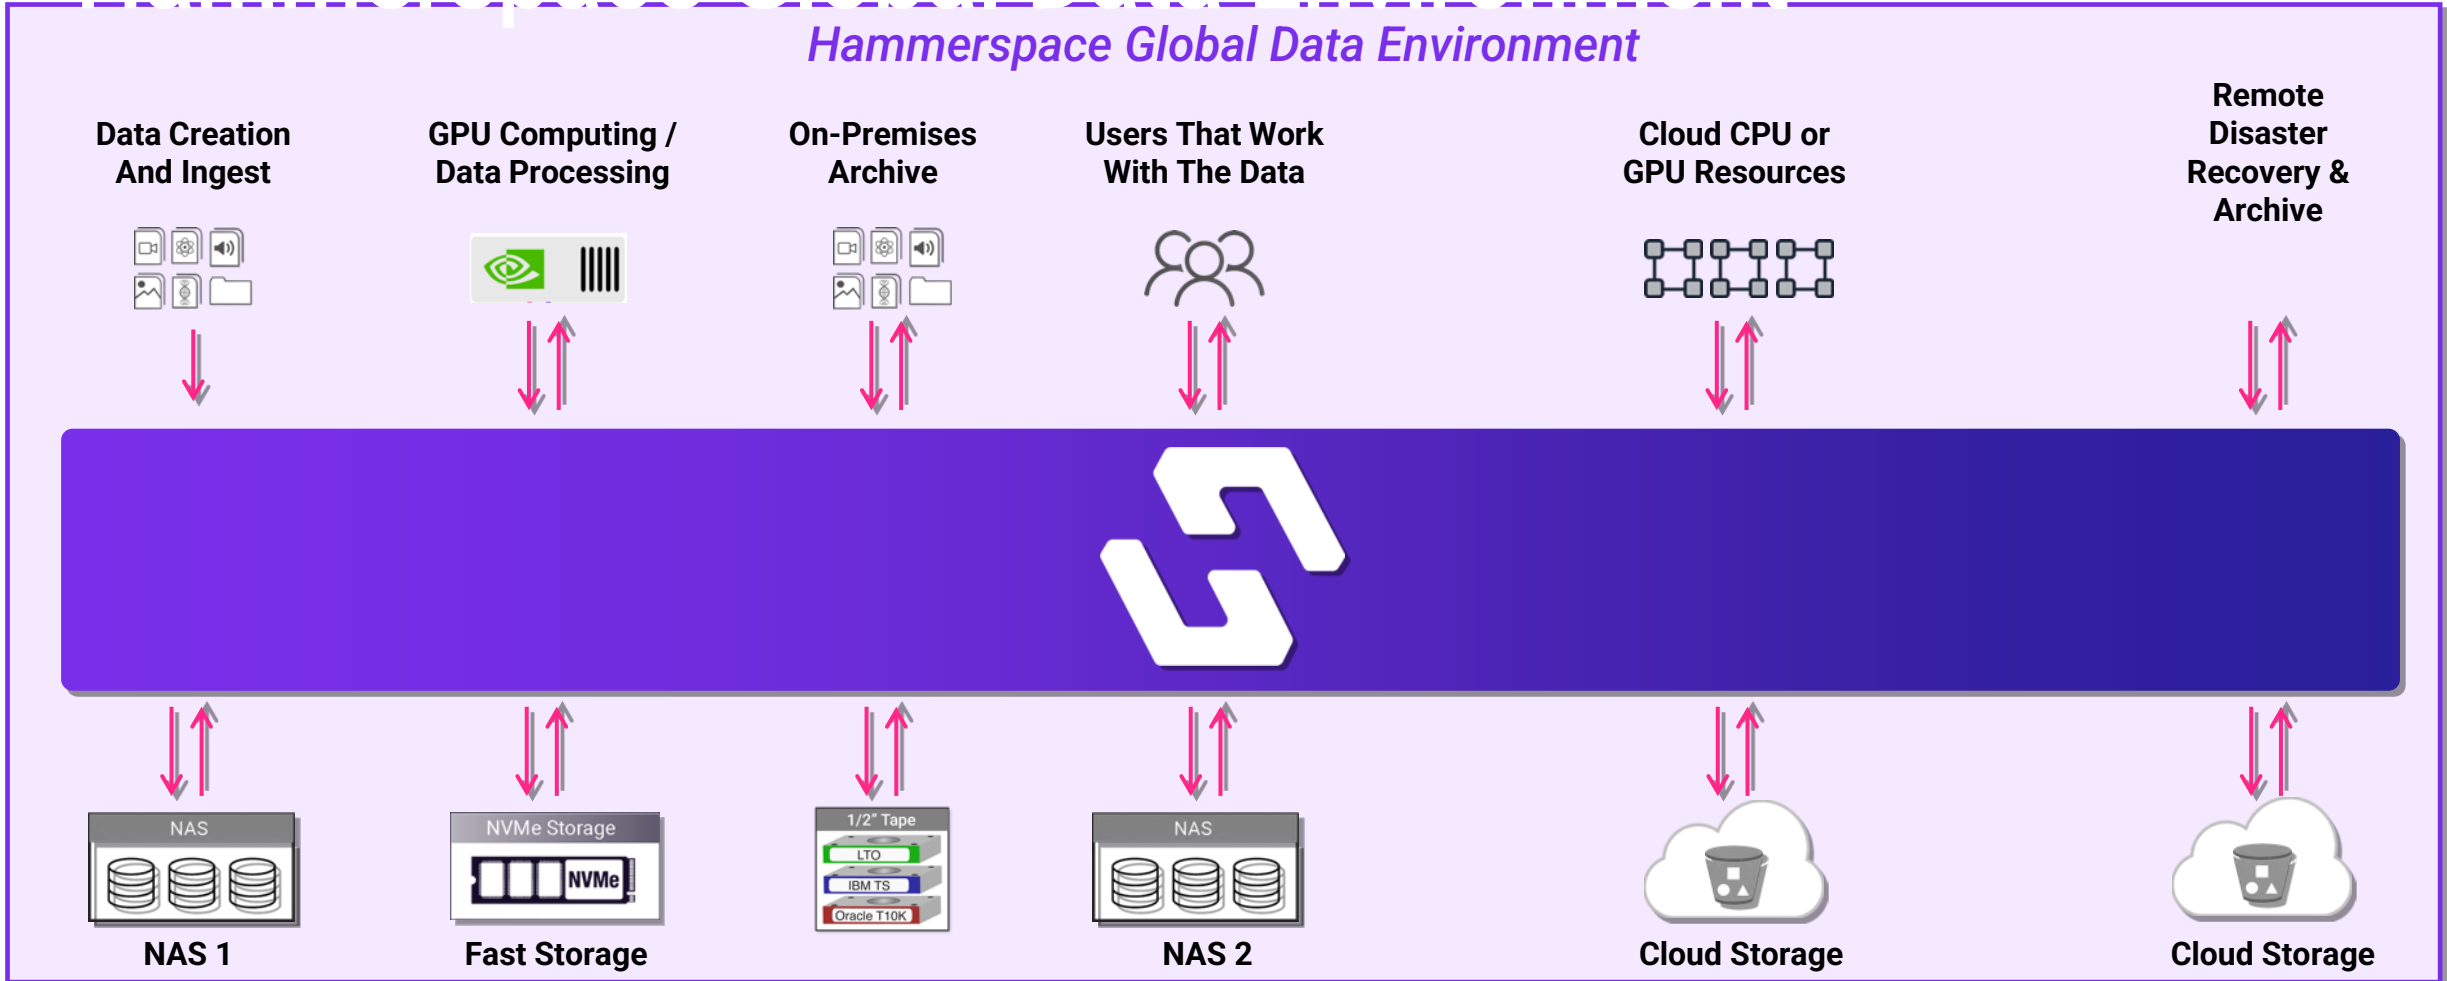 Hammerspace Global Data Environment
Data Creation
And Ingest
GPU Computing /
Data Processing
On-Premises
Archive
Users That Work
With The Data
Cloud CPU or
GPU Resources
Remote
Disaster
Recovery &
Archive
NAS
NVMe Storage
NVMe
1/2" Tape
LTO
IBM TS
Oracle T10K
NAS
NAS 1
Fast Storage
NAS 2
Cloud Storage
Cloud Storage